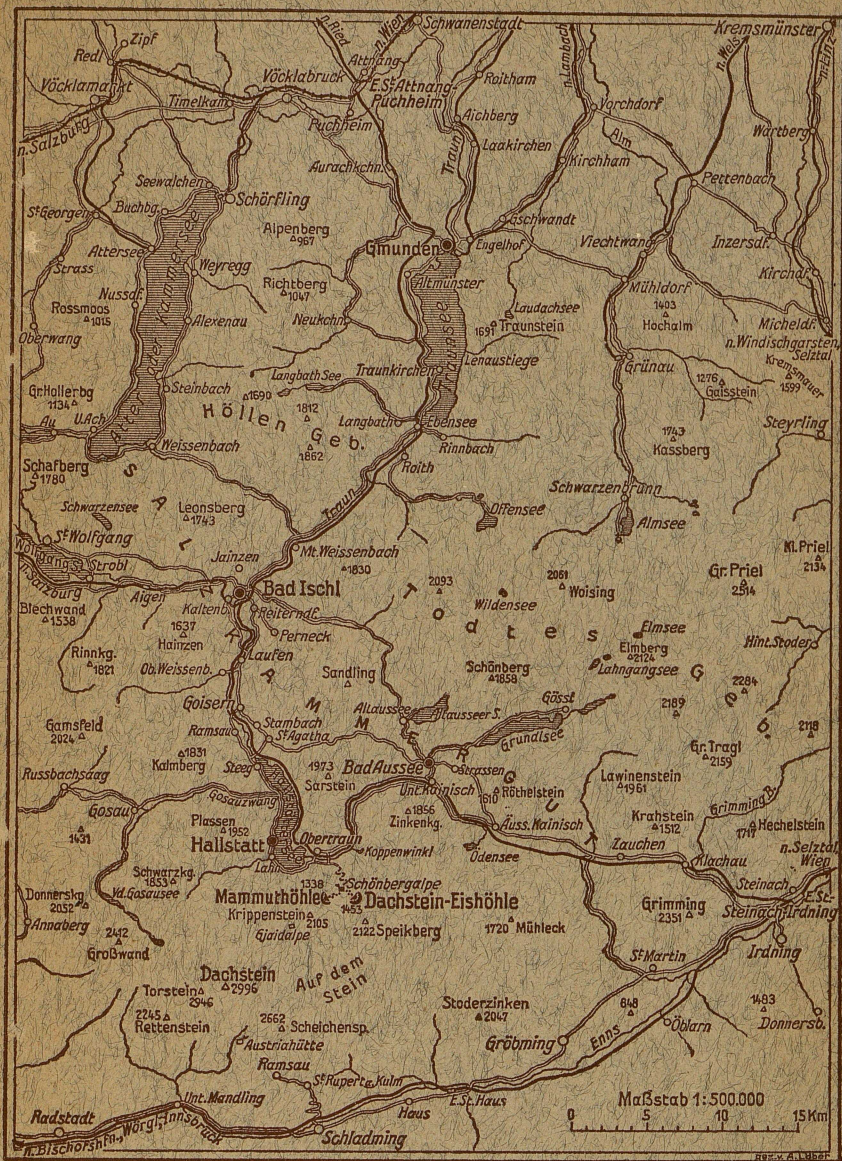 n. Ried
n. Wien
Schwanenstadt
n. Lambach
Kremsmünster
n. Wels
n. Linz
Zipf
Redl
Attnang
E.St. Attnang-
Puchheim
Roitham
Vöcklamarkt
Timelkam
Vöcklabruck
Puchheim
Aichberg
Vorchdorf
Alm
Wartberg
n. Salzburg
Traun
Laakirchen
Kirchham
Aurachkchn.
Pettenbach
Seewalchen
Schörfling
St Georgen
Buchbg.
Alpenberg
967
Gmunden
Engelhof
Gschwandt
Viechtwang
Inzersdf.
Attersee
Strass
Weyregg
Altmünster
Kirchdf.
Mühldorf
Richtberg
1047
Nussdf.
Rossmoos
1015
Laudachsee
1691 Traunstein
1403
Hochalm
Alexenau
Neukchn.
Micheldf.
Oberwang
n. Windischgarsten,
Selztal
Atter oder Kammersee
Traunsee
Traunkirchen
Lenaustiege
Grünau
Kremsmauer
1599
1276
Gaisstein
Gr. Hollerbg
1134
Steinbach
Langbath See
1690
1812
Höllen Geb.
1862
Langbath
Ebensee
Rinnbach
1743
Kassberg
Steyrling
Au
U.Ach
Weissenbach
Roith
Schafberg
1780
Schwarzensee
Leonsberg
1743
Traun
Offensee
Schwarzenbrunn
Almsee
St Wolfgang
Wolfgang S.
n. Salzburg
Strobl
Jainzen
Mt. Weissenbach
1830
Kl. Priel
2134
Gr. Priel
2514
Bad Ischl
2093
2061
Woising
Wildensee
Aigen
Kaltenb.
Reiterndf.
Blechwand
1538
1637
Hainzen
Perneck
Totes Geb.
Elmsee
Elmberg
2124
Lahngangsee
Hint. Stoder
Rinnkg.
1821
Laufen
Ob. Weissenb.
Sandling
Schönberg
1858
2284
2189
SALZKAMMERGUT
Goisern
Altaussee
Altausseer S.
Gössl
Grundlsee
Gamsfeld
2024
Ramsau
Stambach
St Agatha
2118
Gr. Tragl
2159
1831
Kalmberg
Steeg
1973
Sarstein
Bad Aussee
Strassen
Unt. Kainisch
1610
Röthelstein
Lawinenstein
1961
Russbachsaag
Gosau
Gosauzwang
1856
Zinkenkg.
Äuss. Kainisch
Krahstein
1512
Grimming B.
1717
Hechelstein
1431
Plassen
1952
Hallstatt
Obertraun
Koppenwinkl
Ödensee
Zauchen
Klachau
n. Selztal,
Wien
Lahn
Schwarzkg.
1853
Vd. Gosausee
1338
Schönbergalpe
Mammuthöhle
1453
Dachstein-Eishöhle
Steinach
E.St.
Steinach-Irdning
Donnerskg
2052
Annaberg
Krippenstein
2105
Gjaidalpe
2122 Speikberg
1720 Mühleck
Grimming
2351
2412
Großwand
Irdning
St Martin
Dachstein
2996
Auf dem
Stein
Torstein
2946
2245
Rettenstein
2662
Scheichensp.
Austriahütte
Stoderzinken
2047
848
1483
Öblarn
Donnersb.
Gröbming
Enns
Ramsau
St Rupert a. Kulm
Unt. Mandling
E.St. Haus
Haus
Maßstab 1:500.000
0 5 10 15 Km
Radstadt
n. Bischofshfn., Wörgl, Innsbruck
Schladming
Gez. v. A. Lüber